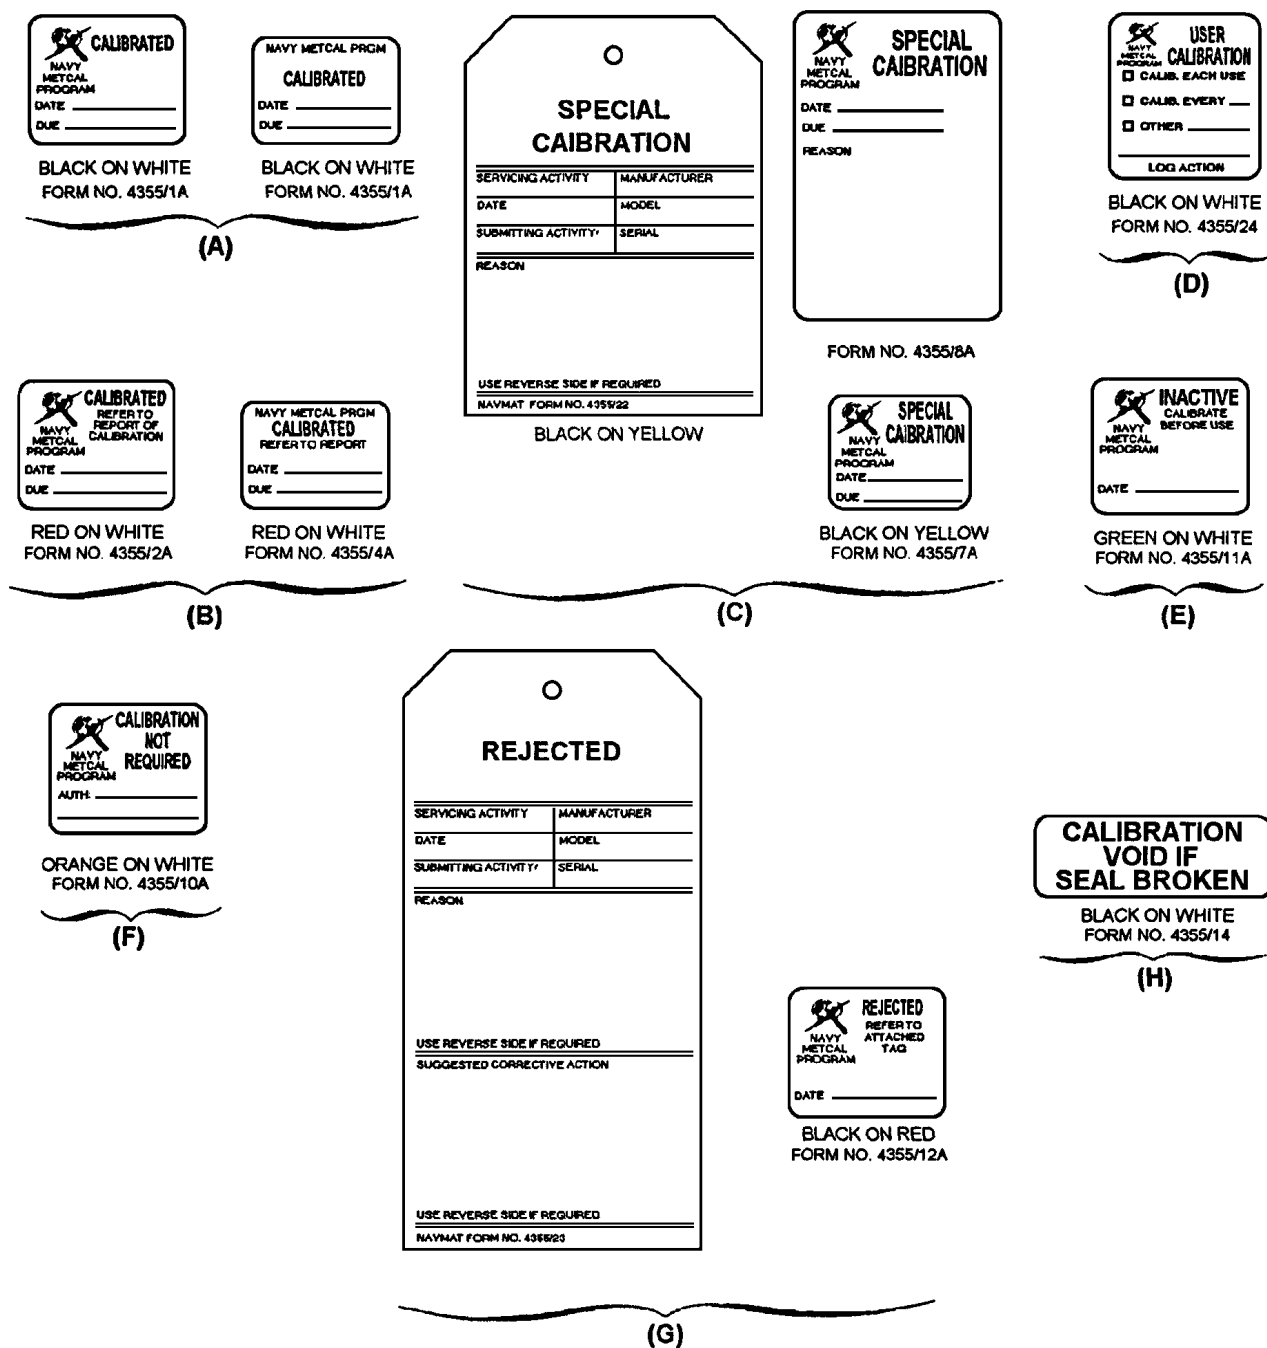 CALIBRATED
NAVY
METCAL
PROGRAM
DATE
DUE
BLACK ON WHITE
FORM NO. 4355/1A
NAVY METCAL PRGM
CALIBRATED
DATE
DUE
BLACK ON WHITE
FORM NO. 4355/1A
(A)
CALIBRATED
REFER TO
REPORT OF
CALIBRATION
NAVY
METCAL
PROGRAM
DATE
DUE
RED ON WHITE
FORM NO. 4355/2A
NAVY METCAL PRGM
CALIBRATED
REFER TO REPORT
DATE
DUE
RED ON WHITE
FORM NO. 4355/4A
(B)
SPECIAL
CAIBRATION
SERVICING ACTIVITY MANUFACTURER
DATE MODEL
SUBMITTING ACTIVITY' SERIAL
REASON
USE REVERSE SIDE IF REQUIRED
NAVMAT FORM NO. 4355/22
BLACK ON YELLOW
SPECIAL
CAIBRATION
NAVY
METCAL
PROGRAM
DATE
DUE
REASON
FORM NO. 4355/8A
SPECIAL
CAIBRATION
NAVY
METCAL
PROGRAM
DATE
DUE
BLACK ON YELLOW
FORM NO. 4355/7A
(C)
USER
CALIBRATION
NAVY
METCAL
PROGRAM
CALIB. EACH USE
CALIB. EVERY
OTHER
LOG ACTION
BLACK ON WHITE
FORM NO. 4355/24
(D)
INACTIVE
CALIBRATE
BEFORE USE
NAVY
METCAL
PROGRAM
DATE
GREEN ON WHITE
FORM NO. 4355/11A
(E)
CALIBRATION
NOT
REQUIRED
NAVY
METCAL
PROGRAM
AUTH:
ORANGE ON WHITE
FORM NO. 4355/10A
(F)
REJECTED
SERVICING ACTIVITY MANUFACTURER
DATE MODEL
SUBMITTING ACTIVITY' SERIAL
REASON
USE REVERSE SIDE IF REQUIRED
SUGGESTED CORRECTIVE ACTION
USE REVERSE SIDE IF REQUIRED
NAVMAT FORM NO. 4355/23
REJECTED
REFER TO
ATTACHED
TAG
NAVY
METCAL
PROGRAM
DATE
BLACK ON RED
FORM NO. 4355/12A
(G)
CALIBRATION
VOID IF
SEAL BROKEN
BLACK ON WHITE
FORM NO. 4355/14
(H)